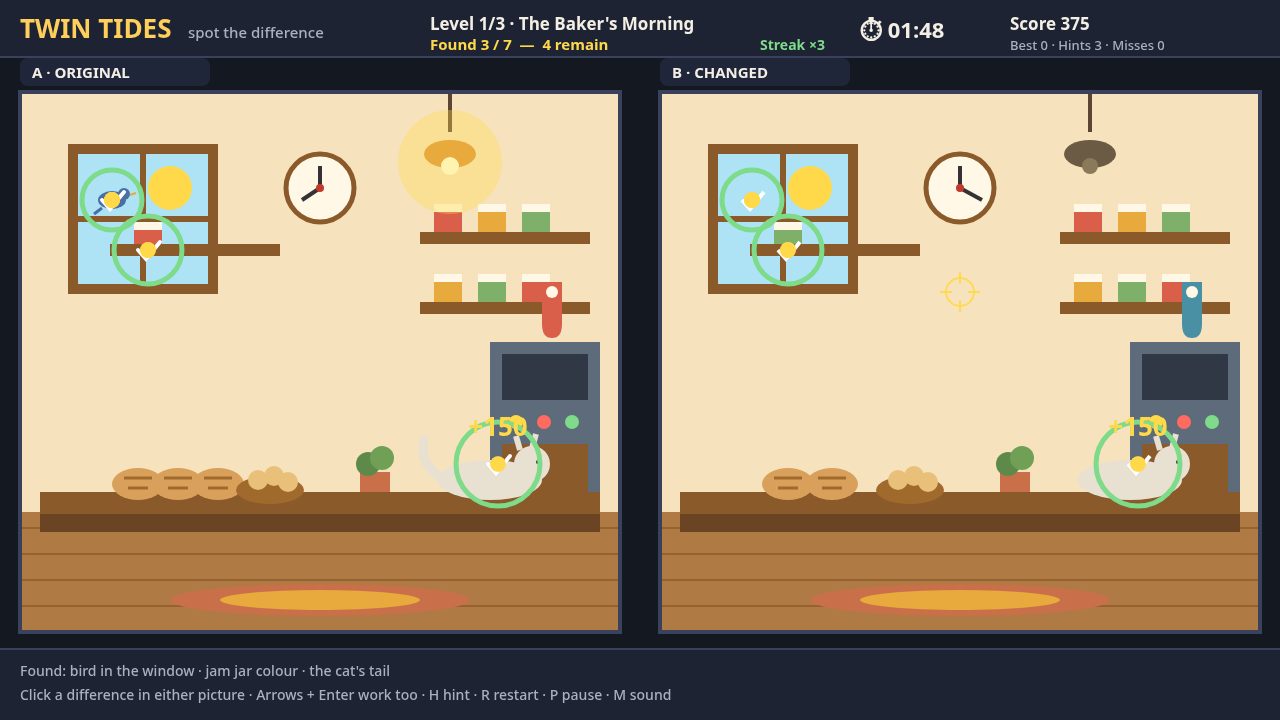 TWIN TIDES spot the difference
Level 1/3 · The Baker's Morning
Found 3 / 7 — 4 remain
Streak ×3
⏱ 01:48
Score 375
Best 0 · Hints 3 · Misses 0
A · ORIGINAL
B · CHANGED
+150
+150
Found: bird in the window · jam jar colour · the cat's tail
Click a difference in either picture · Arrows + Enter work too · H hint · R restart · P pause · M sound